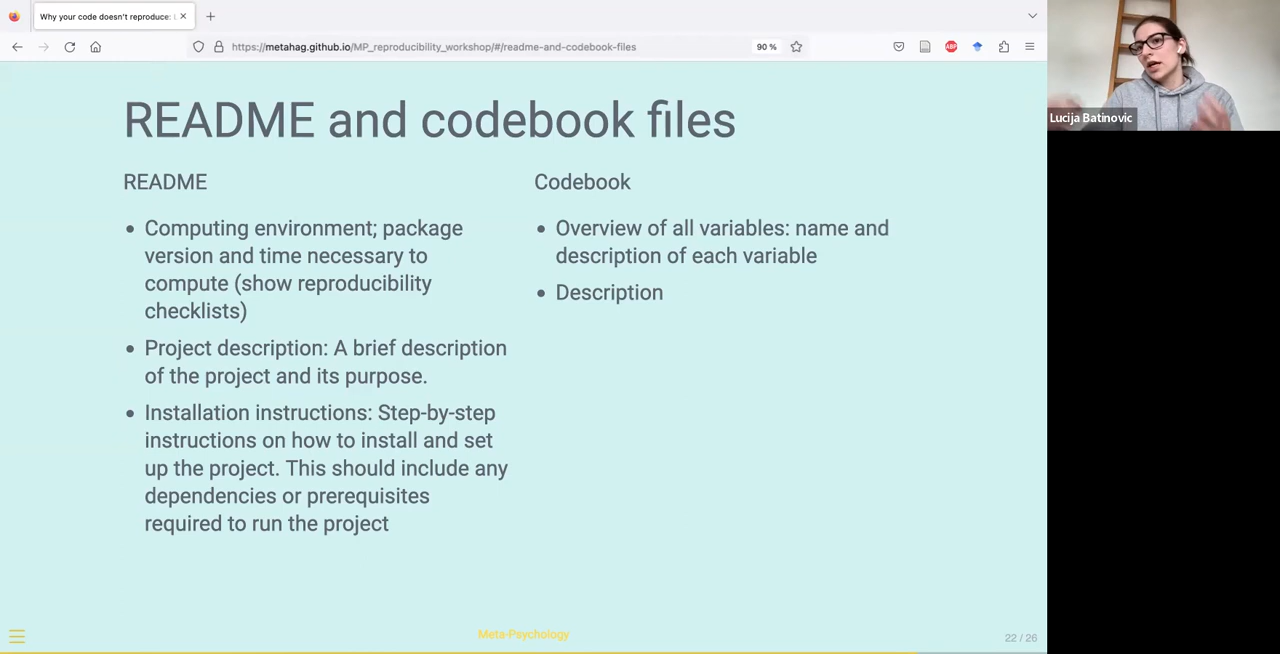 Why your code doesn't reproduce:
https://metahag.github.io/MP_reproducibility_workshop/#/readme-and-codebook-files
90 %
ABP
Lucija Batinovic
README and codebook files
README
Computing environment; package
version and time necessary to
compute (show reproducibility
checklists)
Project description: A brief description
of the project and its purpose.
Installation instructions: Step-by-step
instructions on how to install and set
up the project. This should include any
dependencies or prerequisites
required to run the project
Codebook
Overview of all variables: name and
description of each variable
Description
Meta-Psychology
22 / 26